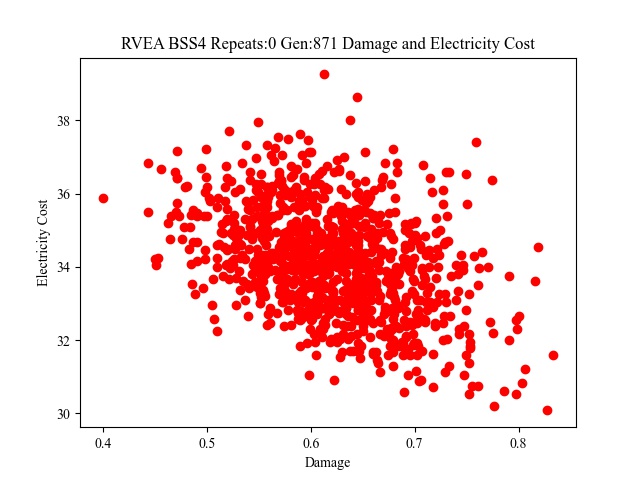 RVEA BSS4 Repeats:0 Gen:871 Damage and Electricity Cost
38
36
34
32
30
Electricity Cost
0.4 0.5 0.6 0.7 0.8
Damage